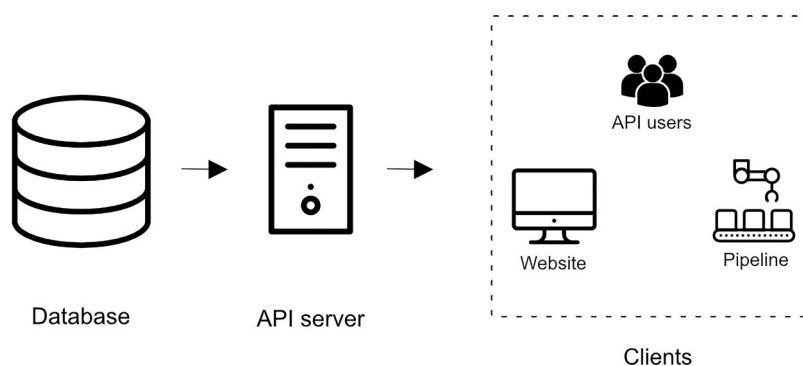 API users
Website
Pipeline
Database
API server
Clients